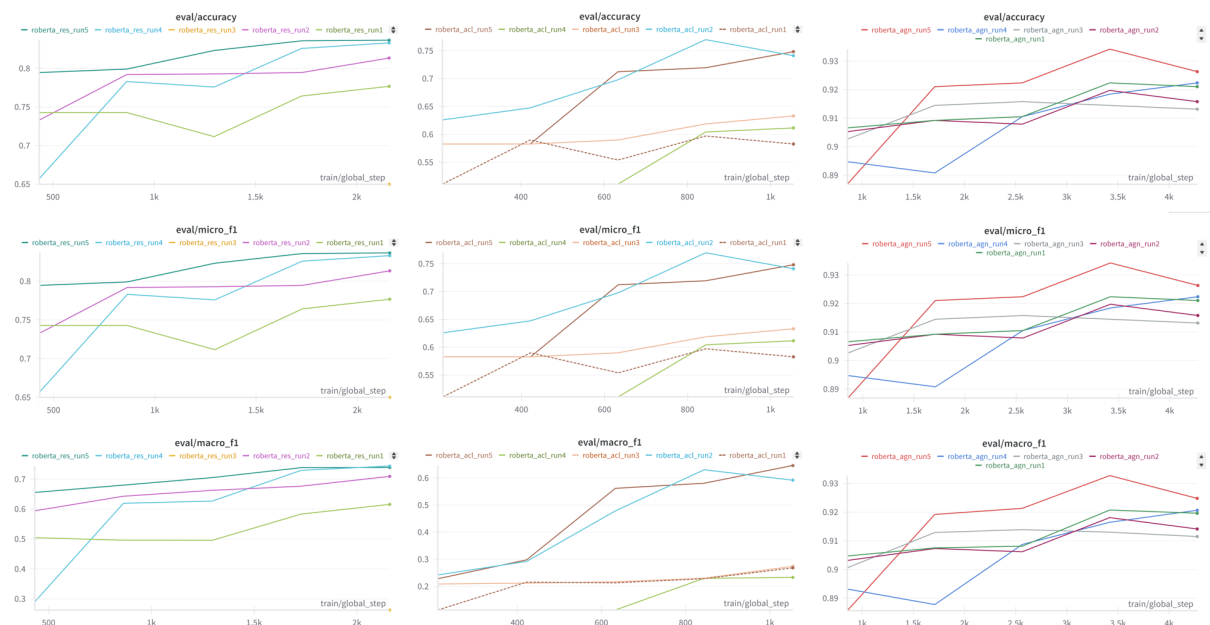 eval/accuracy
roberta_res_run5 roberta_res_run4 roberta_res_run3 roberta_res_run2 roberta_res_run1
0.8
0.75
0.7
0.65
train/global_step
500 1k 1.5k 2k
eval/accuracy
roberta_acl_run5 roberta_acl_run4 roberta_acl_run3 roberta_acl_run2 roberta_acl_run1
0.75
0.7
0.65
0.6
0.55
train/global_step
400 600 800 1k
eval/accuracy
roberta_agn_run5 roberta_agn_run4 roberta_agn_run3 roberta_agn_run2
roberta_agn_run1
0.93
0.92
0.91
0.9
0.89
train/global_step
1k 1.5k 2k 2.5k 3k 3.5k 4k
eval/micro_f1
roberta_res_run5 roberta_res_run4 roberta_res_run3 roberta_res_run2 roberta_res_run1
0.8
0.75
0.7
0.65
train/global_step
500 1k 1.5k 2k
eval/micro_f1
roberta_acl_run5 roberta_acl_run4 roberta_acl_run3 roberta_acl_run2 roberta_acl_run1
0.75
0.7
0.65
0.6
0.55
train/global_step
400 600 800 1k
eval/micro_f1
roberta_agn_run5 roberta_agn_run4 roberta_agn_run3 roberta_agn_run2
roberta_agn_run1
0.93
0.92
0.91
0.9
0.89
train/global_step
1k 1.5k 2k 2.5k 3k 3.5k 4k
eval/macro_f1
roberta_res_run5 roberta_res_run4 roberta_res_run3 roberta_res_run2 roberta_res_run1
0.7
0.6
0.5
0.4
0.3
train/global_step
500 1k 1.5k 2k
eval/macro_f1
roberta_acl_run5 roberta_acl_run4 roberta_acl_run3 roberta_acl_run2 roberta_acl_run1
0.6
0.5
0.4
0.3
0.2
train/global_step
400 600 800 1k
eval/macro_f1
roberta_agn_run5 roberta_agn_run4 roberta_agn_run3 roberta_agn_run2
roberta_agn_run1
0.93
0.92
0.91
0.9
0.89
train/global_step
1k 1.5k 2k 2.5k 3k 3.5k 4k